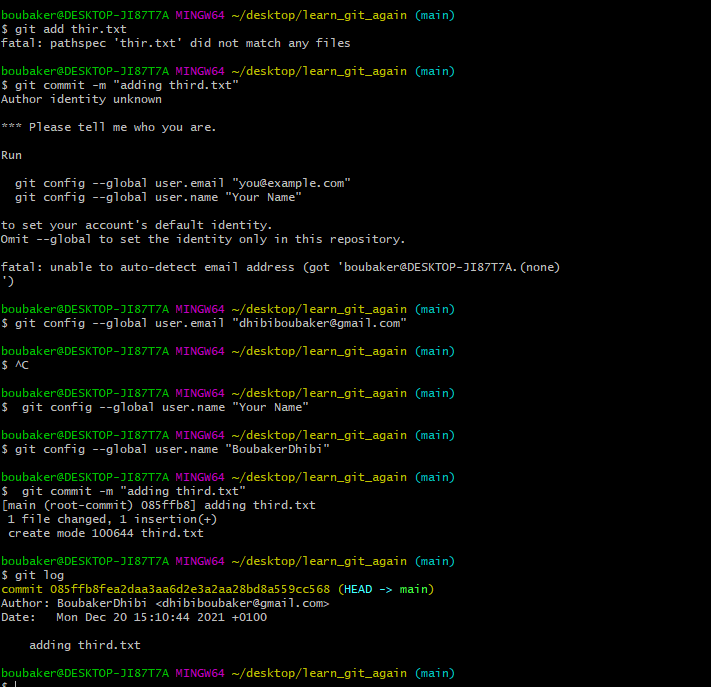 boubaker@DESKTOP-JI87T7A MINGW64 ~/desktop/learn_git_again (main)
$ git add thir.txt
fatal: pathspec 'thir.txt' did not match any files
boubaker@DESKTOP-JI87T7A MINGW64 ~/desktop/learn_git_again (main)
$ git commit -m "adding third.txt"
Author identity unknown
*** Please tell me who you are.
Run
git config --global user.email "you@example.com"
git config --global user.name "Your Name"
to set your account's default identity.
Omit --global to set the identity only in this repository.
fatal: unable to auto-detect email address (got 'boubaker@DESKTOP-JI87T7A.(none)
')
boubaker@DESKTOP-JI87T7A MINGW64 ~/desktop/learn_git_again (main)
$ git config --global user.email "dhibiboubaker@gmail.com"
boubaker@DESKTOP-JI87T7A MINGW64 ~/desktop/learn_git_again (main)
$ ^C
boubaker@DESKTOP-JI87T7A MINGW64 ~/desktop/learn_git_again (main)
$  git config --global user.name "Your Name"
boubaker@DESKTOP-JI87T7A MINGW64 ~/desktop/learn_git_again (main)
$ git config --global user.name "BoubakerDhibi"
boubaker@DESKTOP-JI87T7A MINGW64 ~/desktop/learn_git_again (main)
$  git commit -m "adding third.txt"
[main (root-commit) 085ffb8] adding third.txt
1 file changed, 1 insertion(+)
create mode 100644 third.txt
boubaker@DESKTOP-JI87T7A MINGW64 ~/desktop/learn_git_again (main)
$ git log
commit 085ffb8fea2daa3aa6d2e3a2aa28bd8a559cc568 (HEAD -> main)
Author: BoubakerDhibi <dhibiboubaker@gmail.com>
Date:   Mon Dec 20 15:10:44 2021 +0100
adding third.txt
boubaker@DESKTOP-JI87T7A MINGW64 ~/desktop/learn_git_again (main)
$